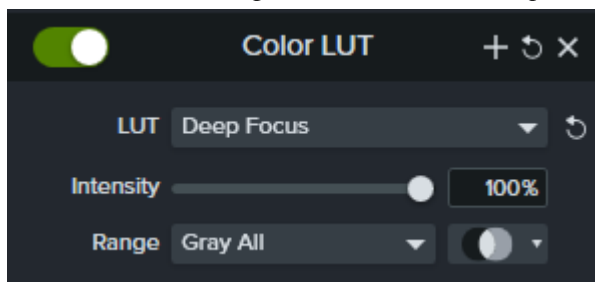 Color LUT
LUT Deep Focus
Intensity 100%
Range Gray All